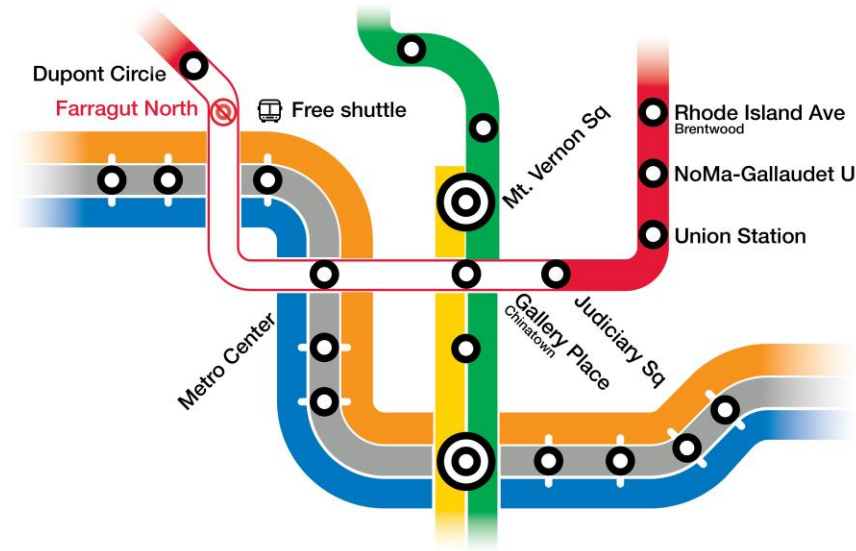 Dupont Circle
Farragut North
Free shuttle
Mt. Vernon Sq
Rhode Island Ave
Brentwood
NoMa-Gallaudet U
Union Station
Metro Center
Gallery Place
Chinatown
Judiciary Sq